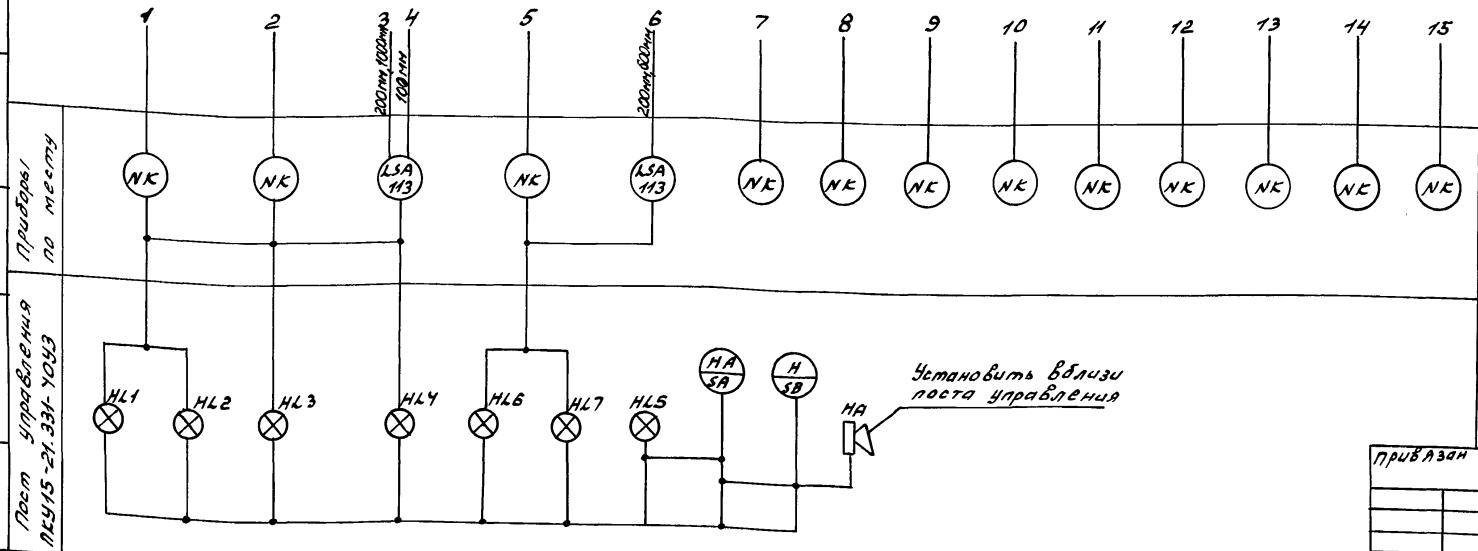 1 2 3 4 5 6 7 8 9 10 11 12 13 14 15
200мм, 1000мм
100мм
200мм, 600мм
Приборы
по месту
NK NK LSA NK LSA NK NK NK NK NK NK NK NK NK
113 113
Пост управления
ПКУ15-21.331-40У3
HL1 HL2 HL3 HL4 HL6 HL7 HL5
HA
SA
H
SB
HA
Установить вблизи
поста управления
Привязан